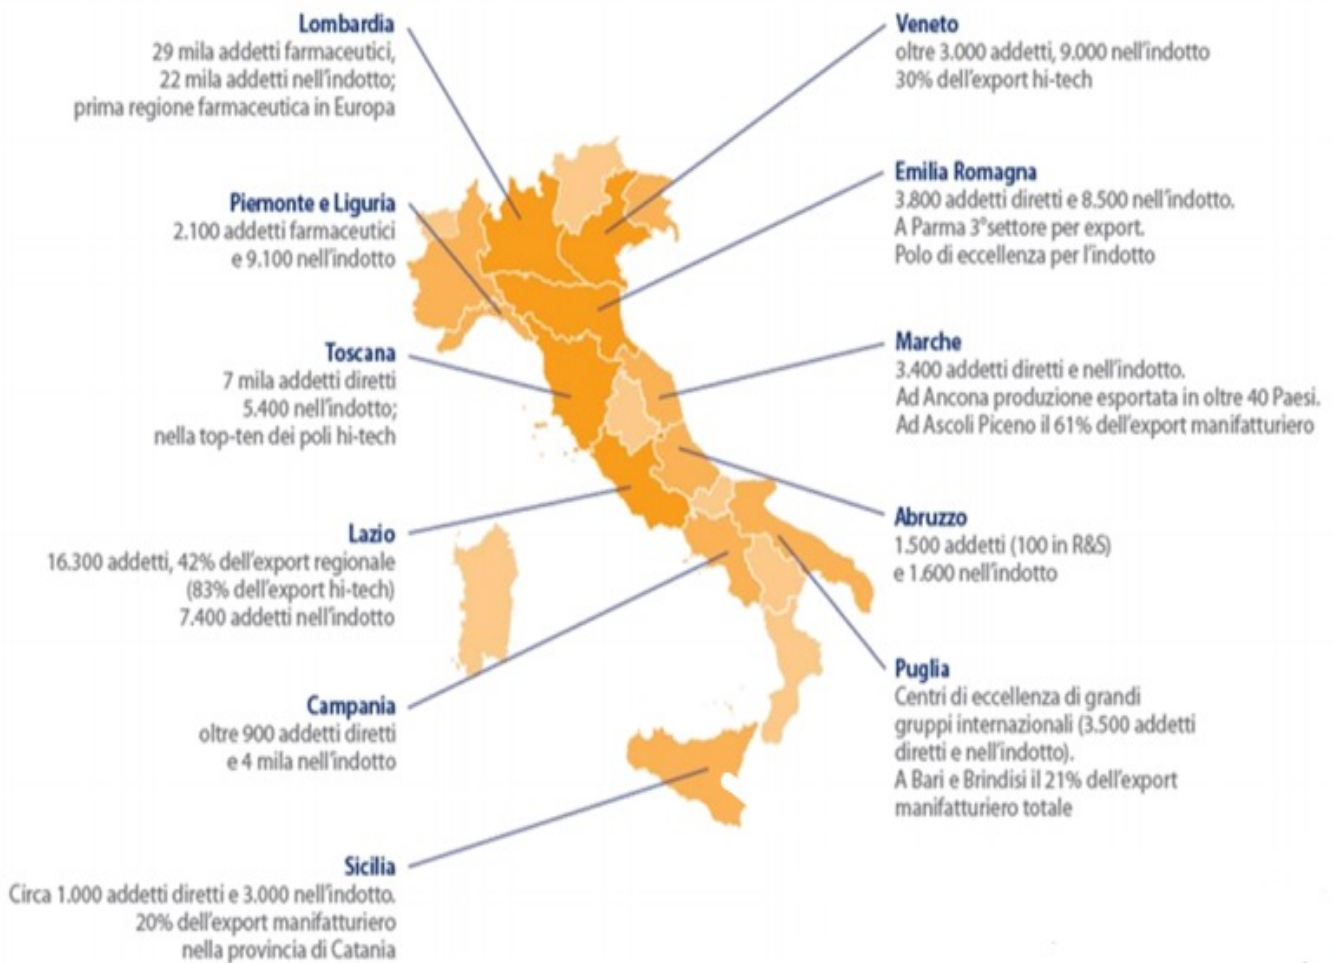 Lombardia
29 mila addetti farmaceutici,
22 mila addetti nell'indotto;
prima regione farmaceutica in Europa
Piemonte e Liguria
2.100 addetti farmaceutici
e 9.100 nell'indotto
Toscana
7 mila addetti diretti
5.400 nell'indotto;
nella top-ten dei poli hi-tech
Lazio
16.300 addetti, 42% dell'export regionale
(83% dell'export hi-tech)
7.400 addetti nell'indotto
Campania
oltre 900 addetti diretti
e 4 mila nell'indotto
Sicilia
Circa 1.000 addetti diretti e 3.000 nell'indotto.
20% dell'export manifatturiero
nella provincia di Catania
Veneto
oltre 3.000 addetti, 9.000 nell'indotto
30% dell'export hi-tech
Emilia Romagna
3.800 addetti diretti e 8.500 nell'indotto.
A Parma 3°settore per export.
Polo di eccellenza per l'indotto
Marche
3.400 addetti diretti e nell'indotto.
Ad Ancona produzione esportata in oltre 40 Paesi.
Ad Ascoli Piceno il 61% dell'export manifatturiero
Abruzzo
1.500 addetti (100 in R&S)
e 1.600 nell'indotto
Puglia
Centri di eccellenza di grandi
gruppi internazionali (3.500 addetti
diretti e nell'indotto).
A Bari e Brindisi il 21% dell'export
manifatturiero totale